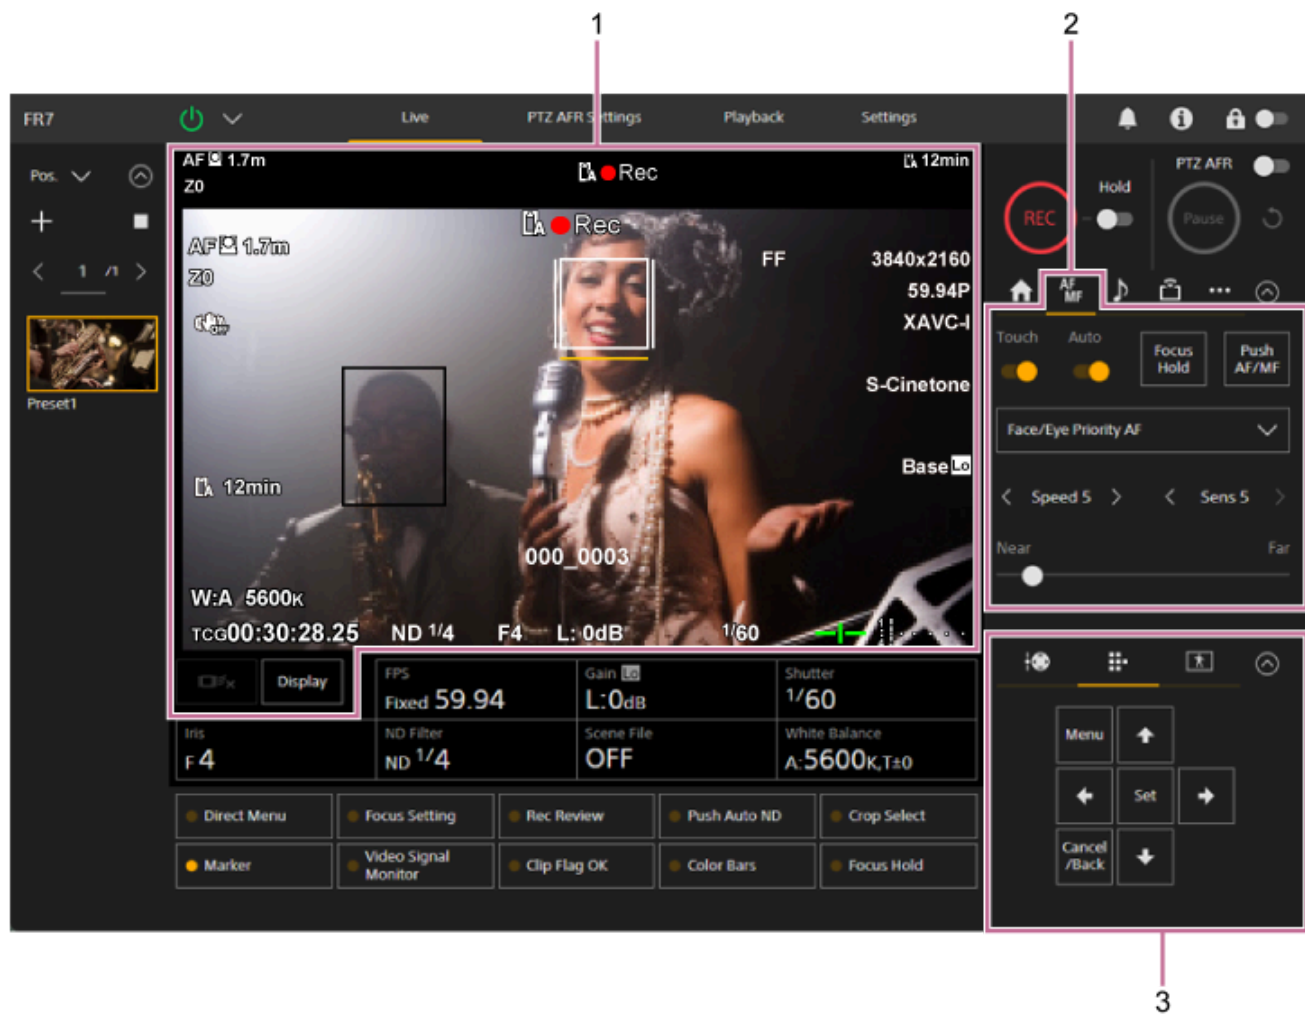 1
2
FR7
Live
PTZ AFR Settings
Playback
Settings
Pos.
1 /1
Preset1
AF 1.7m
Z0
A Rec
A 12min
A Rec
AF 1.7m
Z0
OFF
FF
3840x2160
59.94P
XAVC-I
S-Cinetone
Base Lo
A 12min
000_0003
W:A 5600K
TCG00:30:28.25 ND 1/4 F4 L: 0dB 1/60
Display
FPS
Fixed 59.94
Gain Lo
L:0dB
Shutter
1/60
Iris
F 4
ND Filter
ND 1/4
Scene File
OFF
White Balance
A:5600K,T±0
Direct Menu
Focus Setting
Rec Review
Push Auto ND
Crop Select
Marker
Video Signal
Monitor
Clip Flag OK
Color Bars
Focus Hold
REC
Hold
PTZ AFR
Pause
AF
MF
Touch
Auto
Focus
Hold
Push
AF/MF
Face/Eye Priority AF
Speed 5
Sens 5
Near
Far
Menu
Set
Cancel
/Back
3